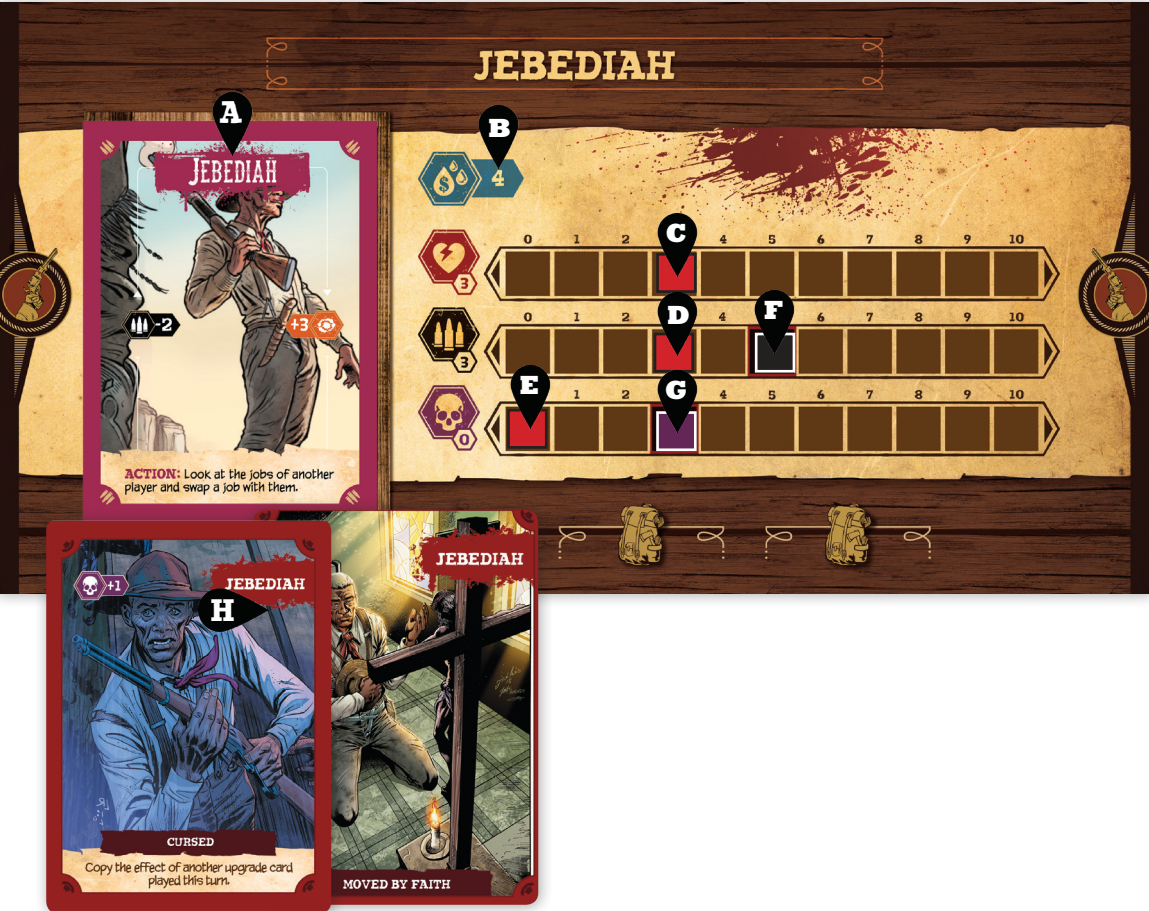 JEBEDIAH
A
B
JEBEDIAH
4
-2
+3
ACTION: Look at the jobs of another
player and swap a job with them.
C
0 1 2 4 5 6 7 8 9 10
3
D
F
0 1 2 4 6 7 8 9 10
3
E
G
1 2 4 5 6 7 8 9 10
0
+1
JEBEDIAH
H
CURSED
Copy the effect of another upgrade card
played this turn.
JEBEDIAH
MOVED BY FAITH